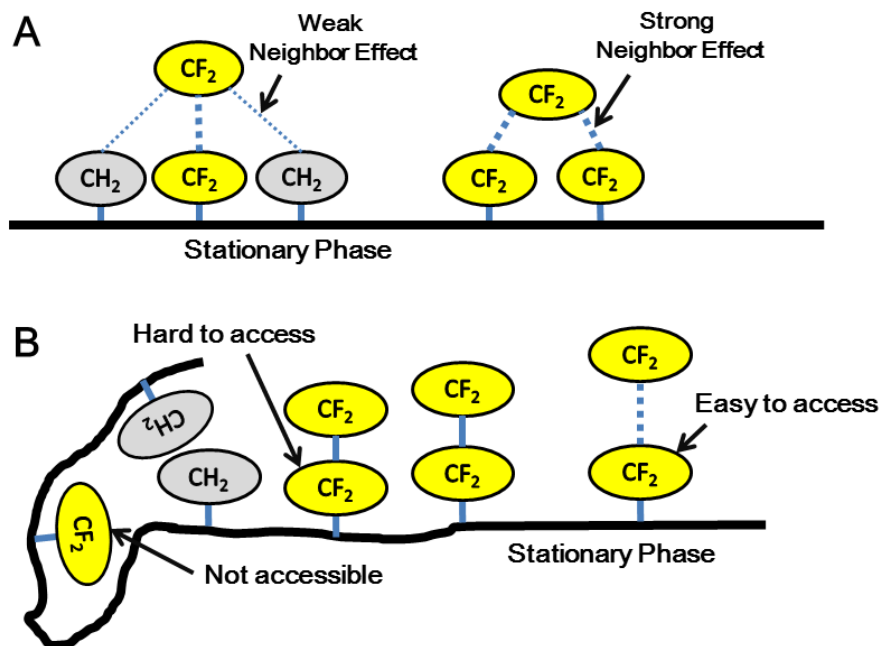 A
Weak
Neighbor Effect
Strong
Neighbor Effect
CF₂
CF₂
CH₂
CF₂
CH₂
CF₂
CF₂
Stationary Phase
B
Hard to access
CF₂
CF₂
CF₂
Easy to access
CH₂
CH₂
CF₂
CF₂
CF₂
CF₂
Stationary Phase
Not accessible